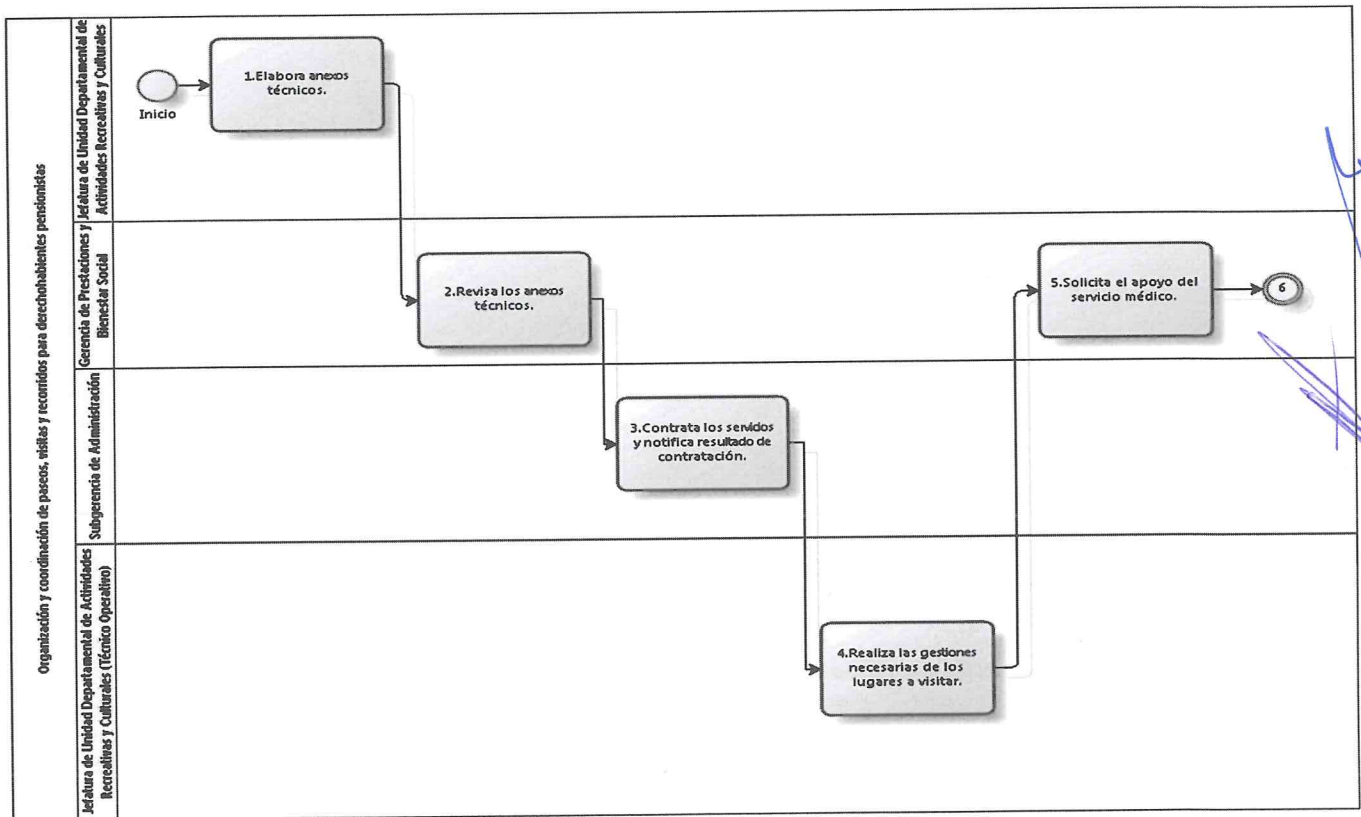 Organización y coordinación de paseos, visitas y recorridos para derechohabientes pensionistas
Jefatura de Unidad Departamental de
Actividades Recreativas y Culturales
Inicio
1.Elabora anexos
técnicos.
Gerencia de Prestaciones y
Bienestar Social
2.Revisa los anexos
técnicos.
5.Solicita el apoyo del
servicio médico.
6
Subgerencia de Administración
3.Contrata los servicios
y notifica resultado de
contratación.
Jefatura de Unidad Departamental de Actividades
Recreativas y Culturales (Técnico Operativo)
4.Realiza las gestiones
necesarias de los
lugares a visitar.